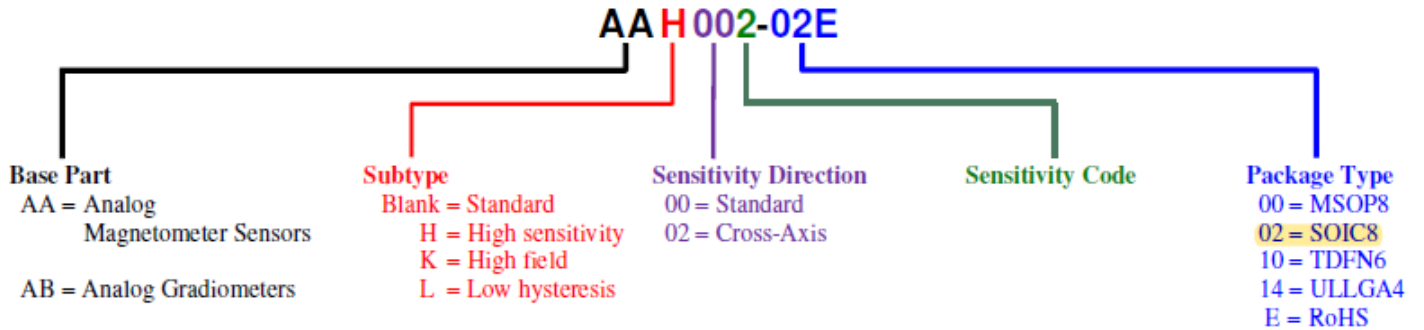 AAH002-02E
Base Part
AA = Analog
Magnetometer Sensors
AB = Analog Gradiometers
Subtype
Blank = Standard
H = High sensitivity
K = High field
L = Low hysteresis
Sensitivity Direction
00 = Standard
02 = Cross-Axis
Sensitivity Code
Package Type
00 = MSOP8
02 = SOIC8
10 = TDFN6
14 = ULLGA4
E = RoHS